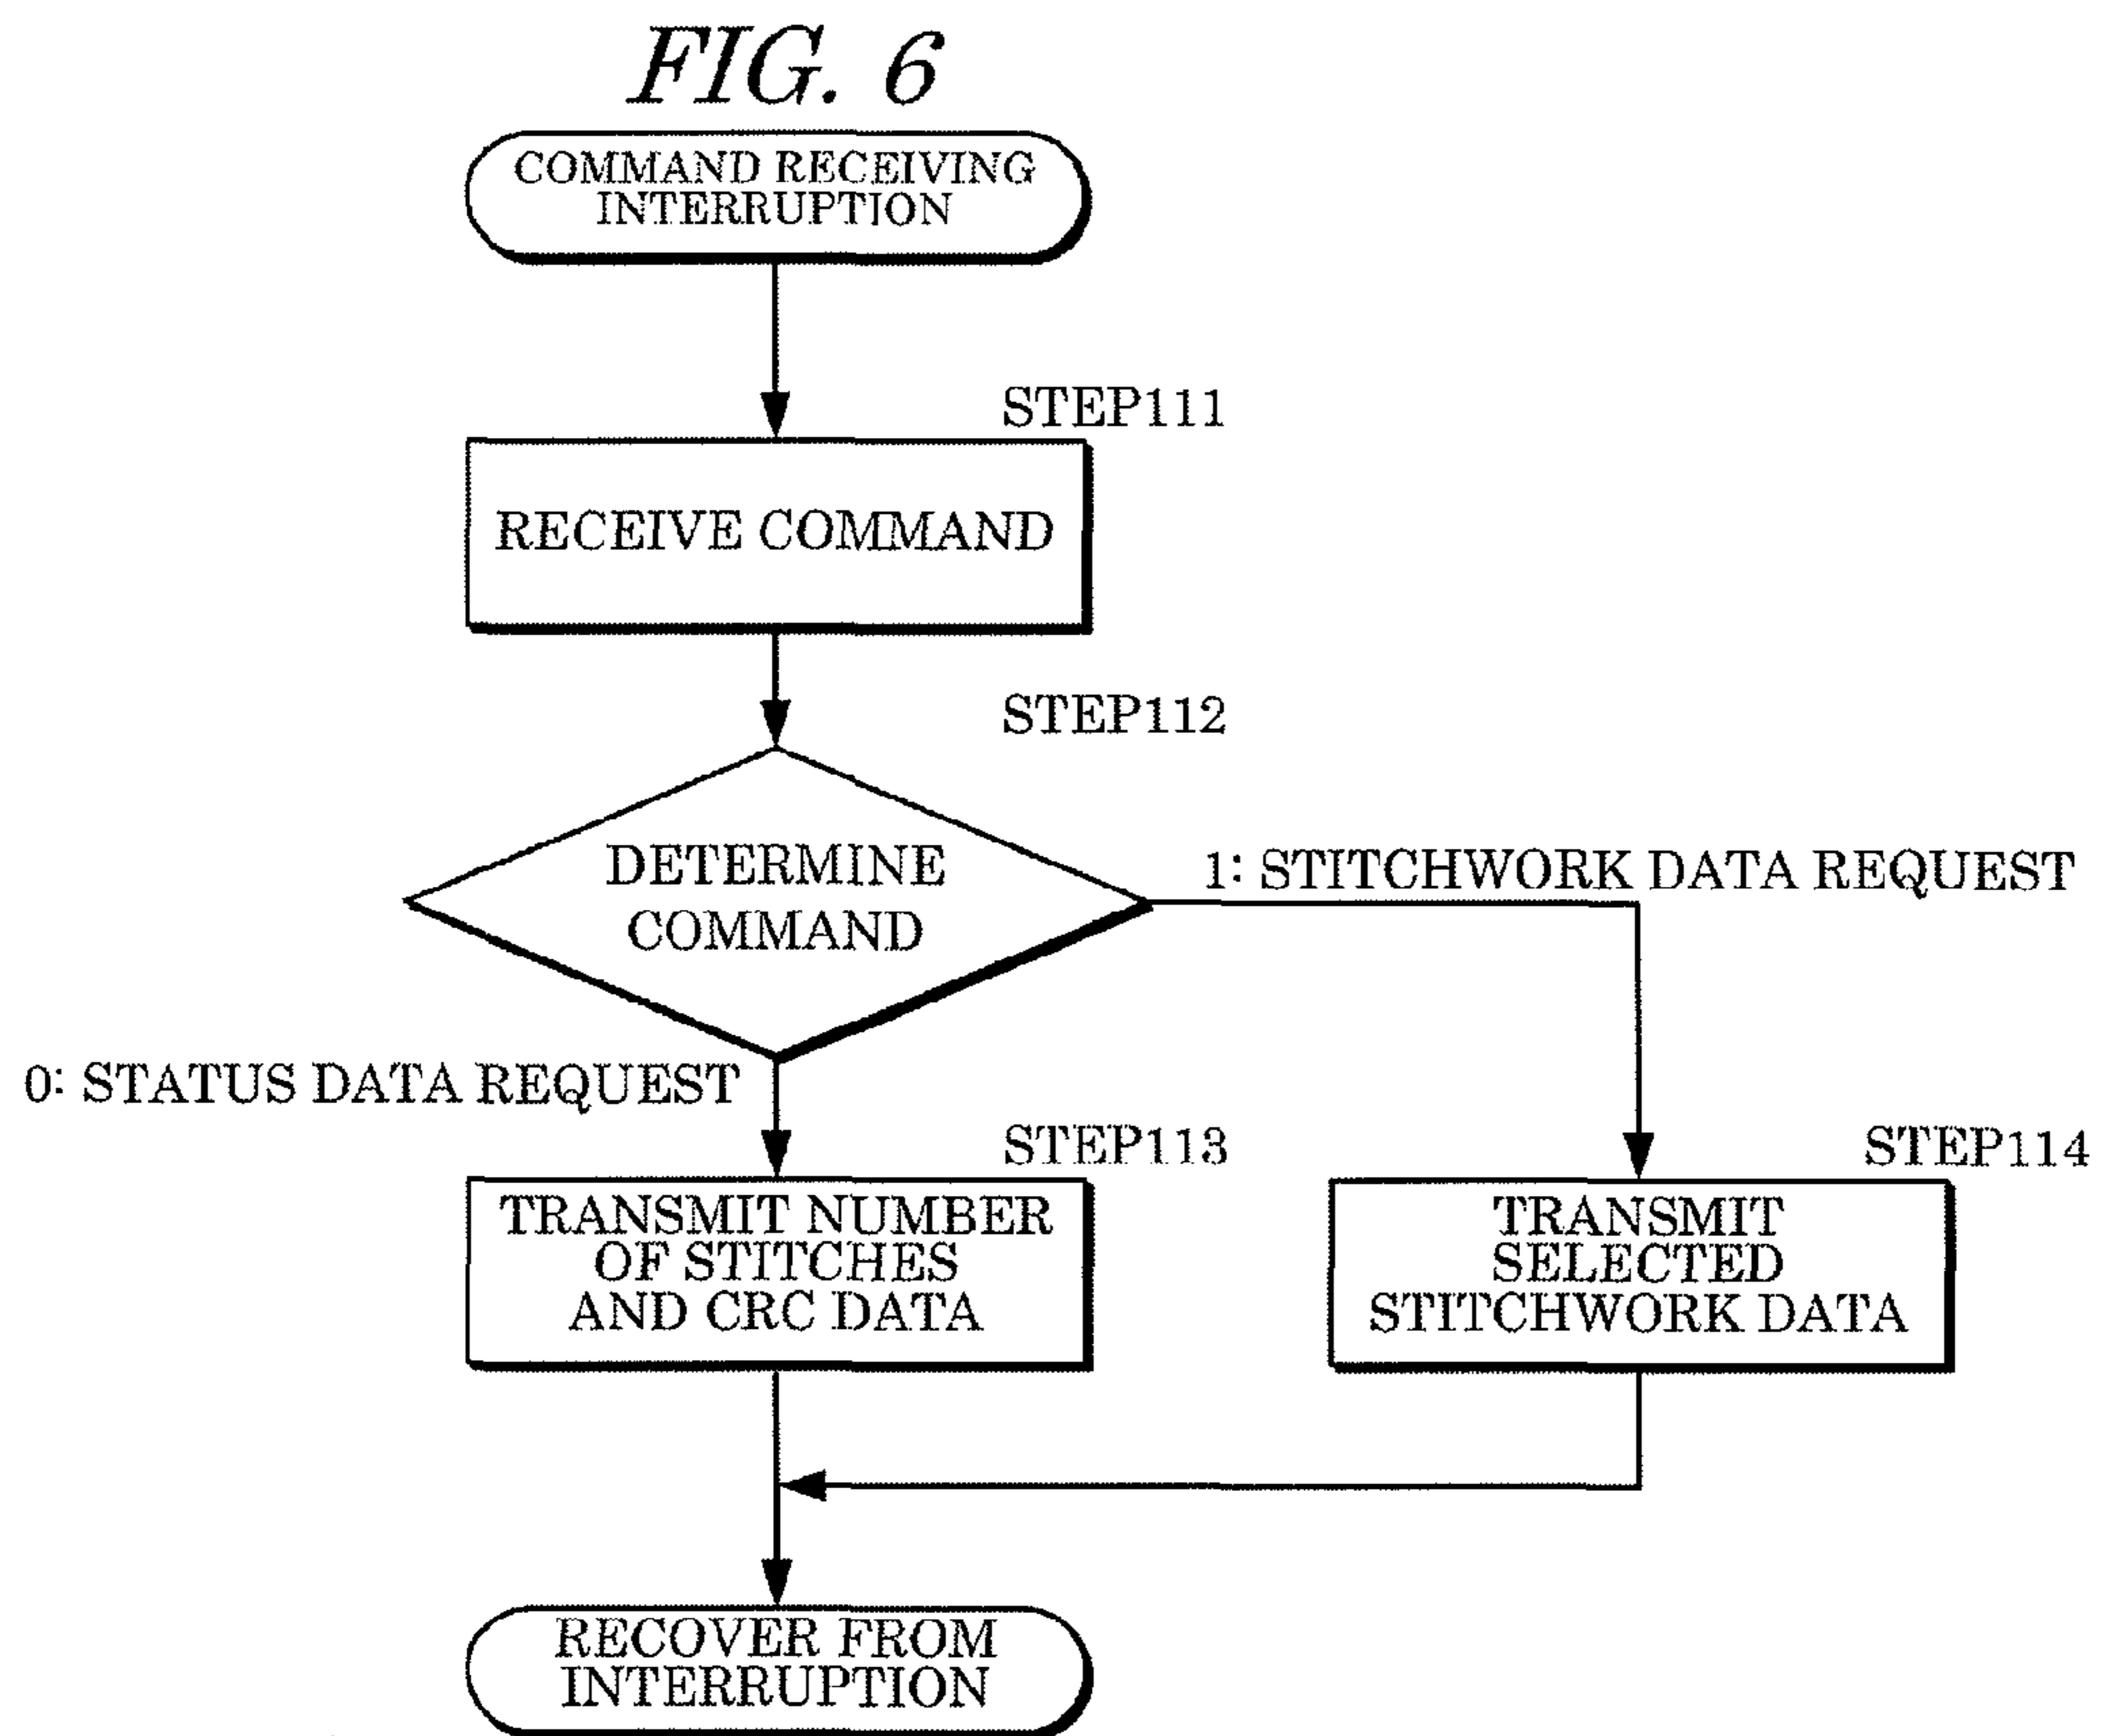 FIG. 6
COMMAND RECEIVING
INTERRUPTION
STEP111
RECEIVE COMMAND
STEP112
DETERMINE
COMMAND
1: STITCHWORK DATA REQUEST
0: STATUS DATA REQUEST
STEP113
TRANSMIT NUMBER
OF STITCHES
AND CRC DATA
STEP114
TRANSMIT
SELECTED
STITCHWORK DATA
RECOVER FROM
INTERRUPTION